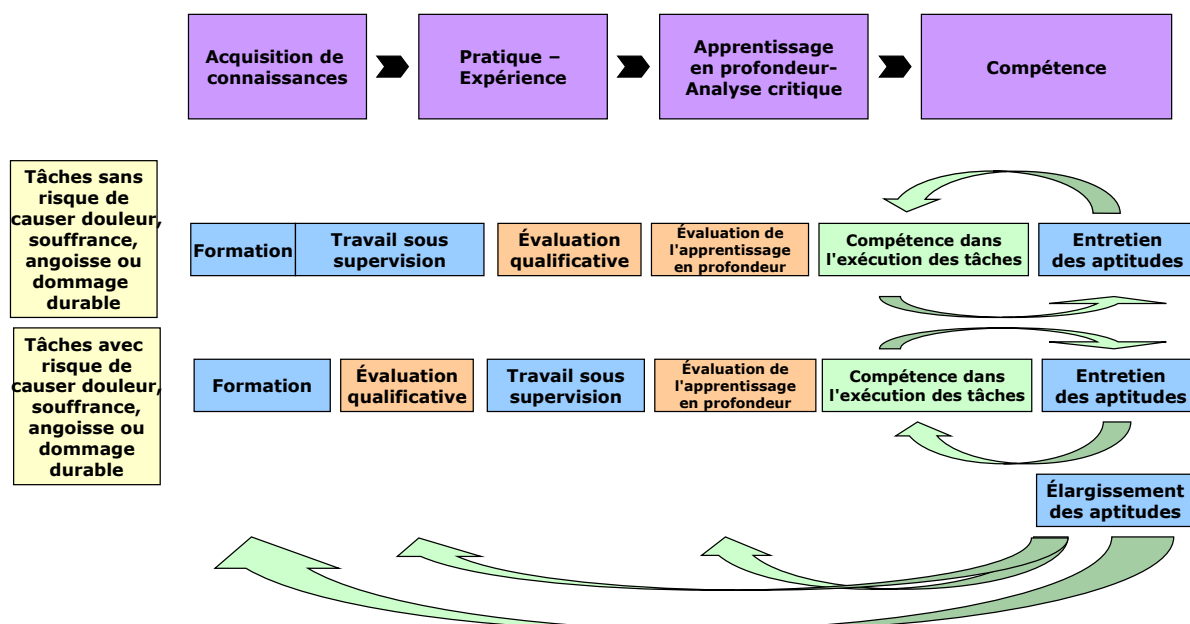 Acquisition de
connaissances
Pratique –
Expérience
Apprentissage
en profondeur-
Analyse critique
Compétence
Tâches sans
risque de
causer douleur,
souffrance,
angoisse ou
dommage
durable
Formation
Travail sous
supervision
Évaluation
qualificative
Évaluation de
l'apprentissage
en profondeur
Compétence dans
l'exécution des tâches
Entretien
des aptitudes
Tâches avec
risque de
causer douleur,
souffrance,
angoisse ou
dommage
durable
Formation
Évaluation
qualificative
Travail sous
supervision
Évaluation de
l'apprentissage
en profondeur
Compétence dans
l'exécution des tâches
Entretien
des aptitudes
Élargissement
des aptitudes